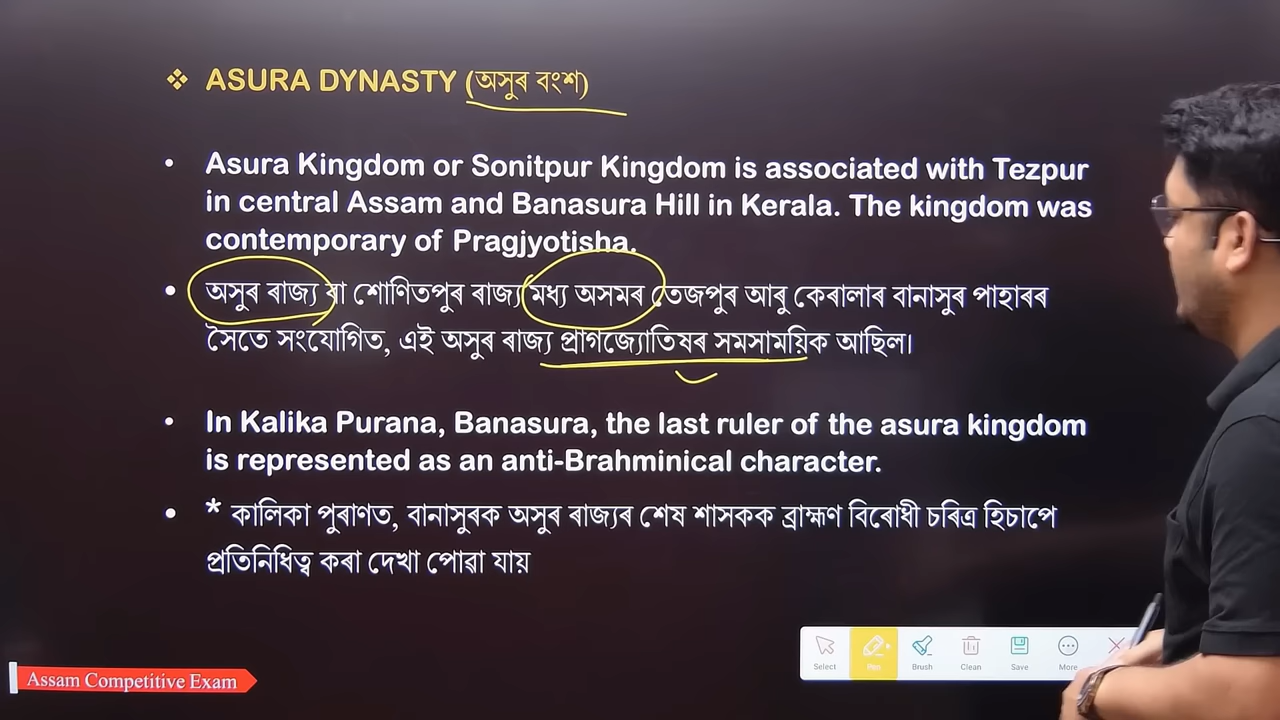 ❖ ASURA DYNASTY (অসুৰ বংশ)
• Asura Kingdom or Sonitpur Kingdom is associated with Tezpur
in central Assam and Banasura Hill in Kerala. The kingdom was
contemporary of Pragjyotisha.
• অসুৰ ৰাজ্য বা শোণিতপুৰ ৰাজ্য মধ্য অসমৰ তেজপুৰ আৰু কেৰালাৰ বানাসুৰ পাহাৰৰ
সৈতে সংযোগিত, এই অসুৰ ৰাজ্য প্ৰাগজ্যোতিষৰ সমসাময়িক আছিল।
• In Kalika Purana, Banasura, the last ruler of the asura kingdom
is represented as an anti-Brahminical character.
• * কালিকা পুৰাণত, বানাসুৰক অসুৰ ৰাজ্যৰ শেষ শাসকক ব্ৰাহ্মণ বিৰোধী চৰিত্ৰ হিচাপে
প্ৰতিনিধিত্ব কৰা দেখা পোৱা যায়
Select Pen Brush Clean Save More
Assam Competitive Exam